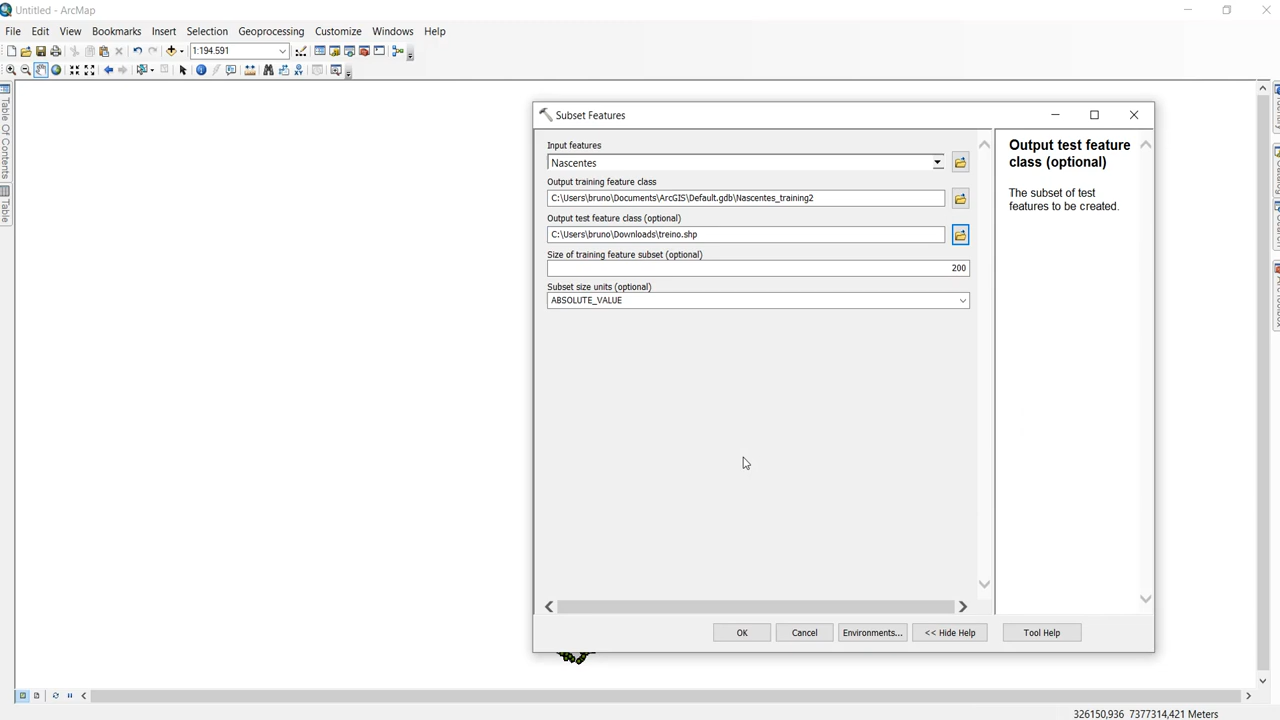 Untitled - ArcMap
File Edit View Bookmarks Insert Selection Geoprocessing Customize Windows Help
1:194.591
Table Of Contents
Table
Subset Features
Input features
Nascentes
Output training feature class
C:\Users\bruno\Documents\ArcGIS\Default.gdb\Nascentes_training2
Output test feature class (optional)
C:\Users\bruno\Downloads\treino.shp
Size of training feature subset (optional)
200
Subset size units (optional)
ABSOLUTE_VALUE
Output test feature
class (optional)
The subset of test
features to be created.
OK Cancel Environments... << Hide Help Tool Help
326150,936 7377314,421 Meters